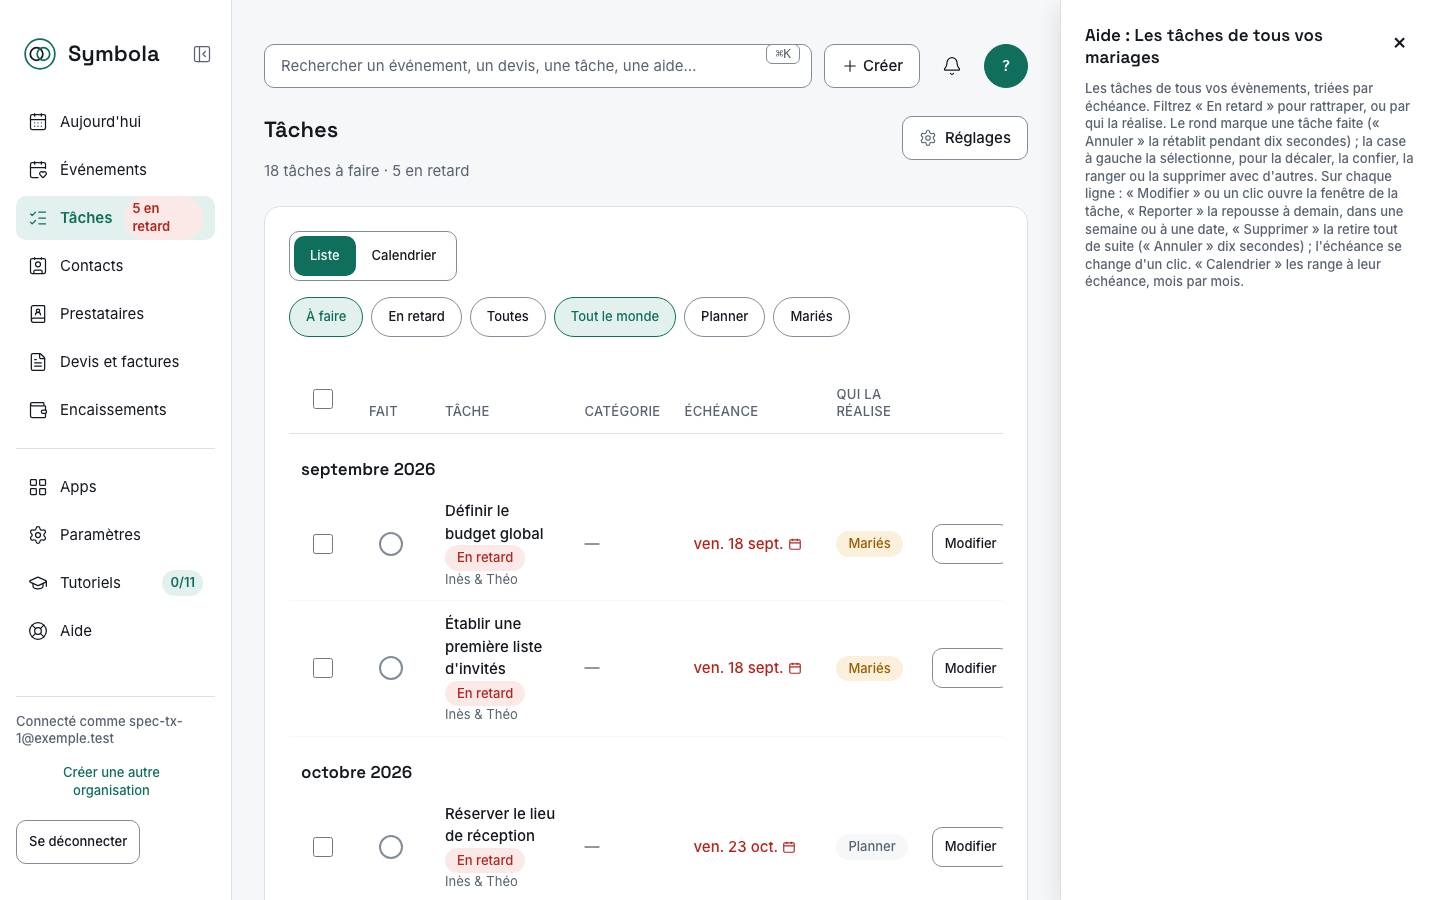 Symbola
Aujourd'hui
Événements
Tâches
5 en
retard
Contacts
Prestataires
Devis et factures
Encaissements
Apps
Paramètres
Tutoriels
0/11
Aide
Connecté comme spec-tx-
1@exemple.test
Créer une autre
organisation
Se déconnecter
Rechercher un événement, un devis, une tâche, une aide...
⌘K
Créer
?
Tâches
18 tâches à faire · 5 en retard
Réglages
Liste
Calendrier
À faire
En retard
Toutes
Tout le monde
Planner
Mariés
FAIT
TÂCHE
CATÉGORIE
ÉCHÉANCE
QUI LA
RÉALISE
septembre 2026
Définir le
budget global
En retard
Inès & Théo
—
ven. 18 sept.
Mariés
Modifier
Établir une
première liste
d'invités
En retard
Inès & Théo
—
ven. 18 sept.
Mariés
Modifier
octobre 2026
Réserver le lieu
de réception
En retard
Inès & Théo
—
ven. 23 oct.
Planner
Modifier
Aide : Les tâches de tous vos
mariages
Les tâches de tous vos évènements, triées par
échéance. Filtrez « En retard » pour rattraper, ou par
qui la réalise. Le rond marque une tâche faite («
Annuler » la rétablit pendant dix secondes) ; la case
à gauche la sélectionne, pour la décaler, la confier, la
ranger ou la supprimer avec d'autres. Sur chaque
ligne : « Modifier » ou un clic ouvre la fenêtre de la
tâche, « Reporter » la repousse à demain, dans une
semaine ou à une date, « Supprimer » la retire tout
de suite (« Annuler » dix secondes) ; l'échéance se
change d'un clic. « Calendrier » les range à leur
échéance, mois par mois.